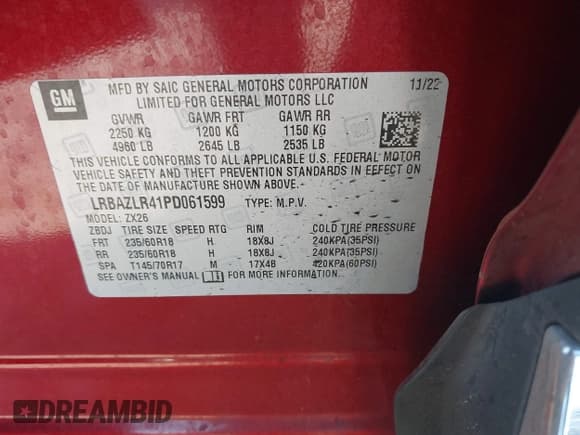 GM
MFD BY SAIC GENERAL MOTORS CORPORATION 11/22
LIMITED FOR GENERAL MOTORS LLC
GVWR GAWR FRT GAWR RR
2250 KG 1200 KG 1150 KG
4960 LB 2645 LB 2535 LB
THIS VEHICLE CONFORMS TO ALL APPLICABLE U.S. FEDERAL MOTOR
VEHICLE SAFETY AND THEFT PREVENTION STANDARDS IN EFFECT ON
THE DATE OF MANUFACTURE SHOWN ABOVE.
LRBAZLR41PD061599 TYPE: M.P.V.
MODEL: ZX26
ZBDJ TIRE SIZE SPEED RTG RIM COLD TIRE PRESSURE
FRT 235/60R18 H 18X8J 240KPA(35PSI)
RR 235/60R18 H 18X8J 240KPA(35PSI)
SPA T145/70R17 M 17X4B 420KPA(60PSI)
SEE OWNER'S MANUAL FOR MORE INFORMATION.
DREAMBID